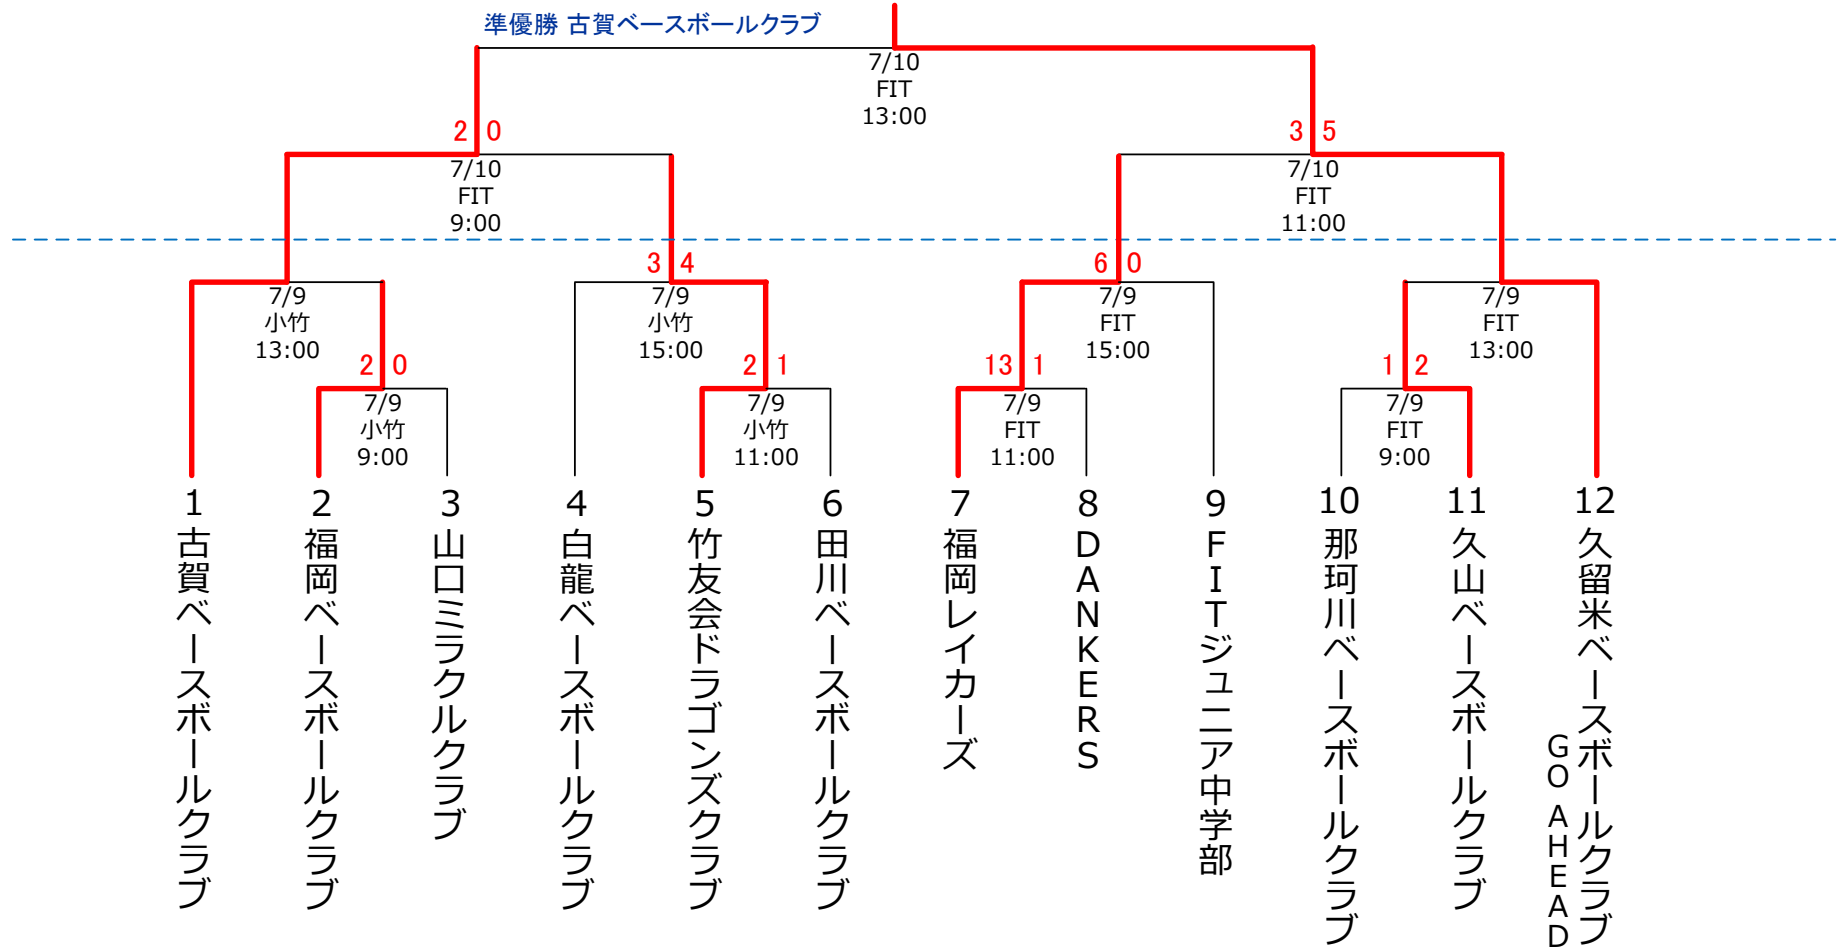 準優勝 古賀ベースボールクラブ
7/10
FIT
13:00
2 0
7/10
FIT
9:00
3 5
7/10
FIT
11:00
7/9
小竹
13:00
3 4
7/9
小竹
15:00
6 0
7/9
FIT
15:00
7/9
FIT
13:00
2 0
7/9
小竹
9:00
2 1
7/9
小竹
11:00
13 1
7/9
FIT
11:00
1 2
7/9
FIT
9:00
1
古賀ベースボールクラブ
2
福岡ベースボールクラブ
3
山口ミラクルクラブ
4
白龍ベースボールクラブ
5
竹友会ドラゴンズクラブ
6
田川ベースボールクラブ
7
福岡レイカーズ
8
DANKERS
9
FITジュニア中学部
10
那珂川ベースボールクラブ
11
久山ベースボールクラブ
12
久留米ベースボールクラブ
GO AHEAD